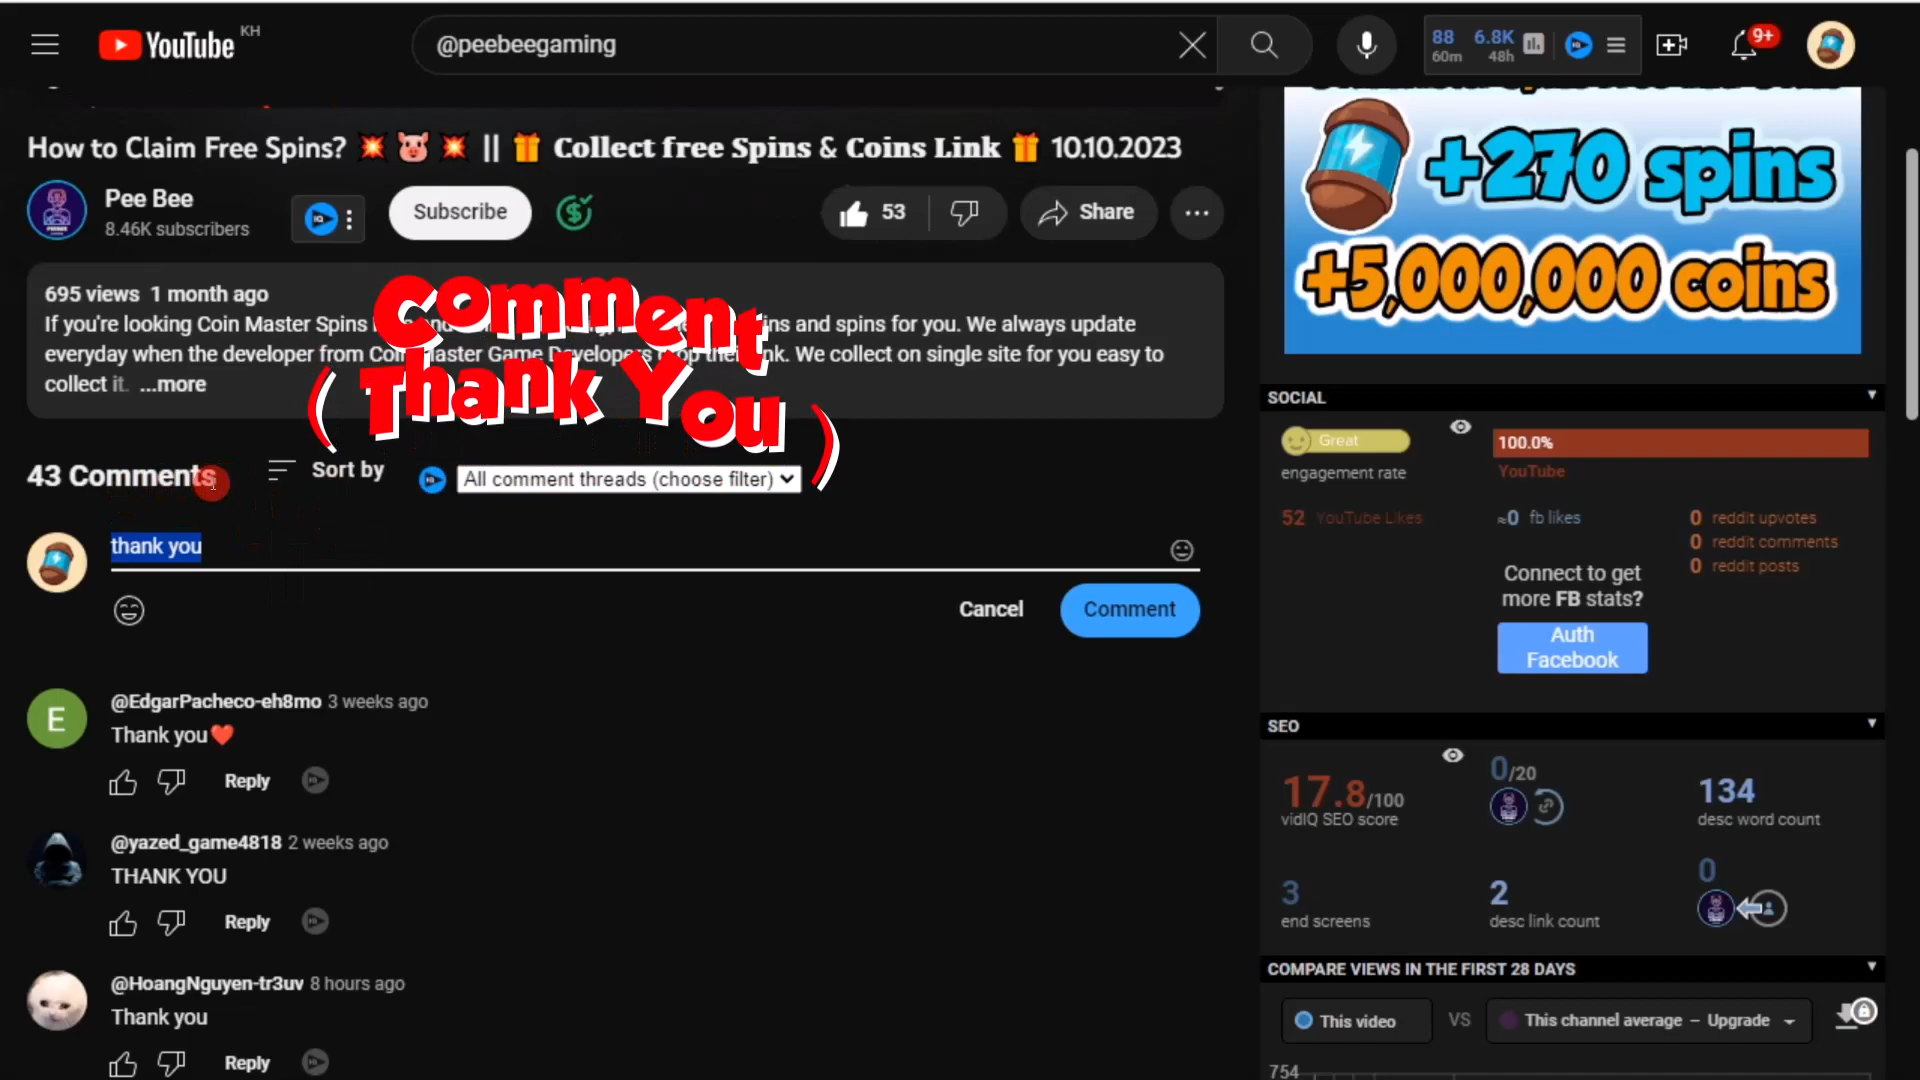 YouTube KH
@peebeegaming
88 6.8K
60m 48h
9+
How to Claim Free Spins? 💥 🐷 💥 || 🎁 Collect free Spins & Coins Link 🎁 10.10.2023
Pee Bee
8.46K subscribers
Subscribe
53
Share
695 views 1 month ago
If you're looking Coin Master Spins ins and spins for you. We always update
everyday when the developer from Coin Master Game Developers drop their link. We collect on single site for you easy to
collect it. ...more
Comment
( Thank You )
43 Comments
Sort by
All comment threads (choose filter)
thank you
Cancel
Comment
@EdgarPacheco-eh8mo 3 weeks ago
Thank you❤️
Reply
@yazed_game4818 2 weeks ago
THANK YOU
Reply
@HoangNguyen-tr3uv 8 hours ago
Thank you
Reply
+270 spins
+5,000,000 coins
SOCIAL
Great
engagement rate
100.0%
YouTube
52 YouTube Likes
≈0 fb likes
0 reddit upvotes
0 reddit comments
0 reddit posts
Connect to get
more FB stats?
Auth
Facebook
SEO
17.8/100
vidIQ SEO score
0/20
134
desc word count
3
end screens
2
desc link count
0
COMPARE VIEWS IN THE FIRST 28 DAYS
This video
VS
This channel average – Upgrade
754